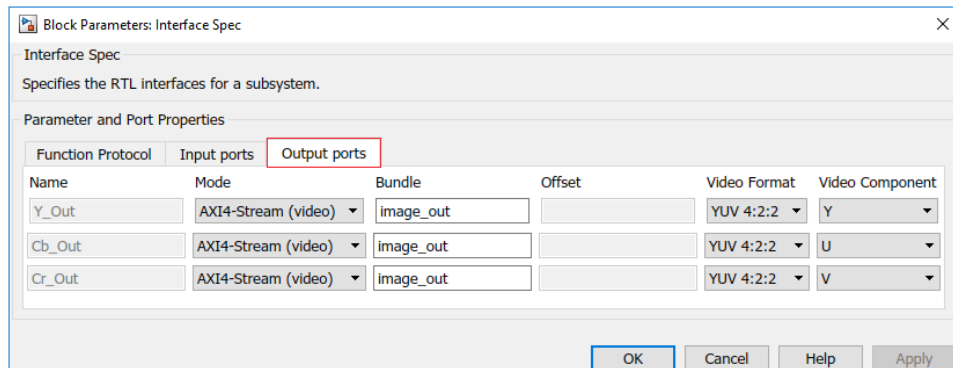 Block Parameters: Interface Spec
Interface Spec
Specifies the RTL interfaces for a subsystem.
Parameter and Port Properties
Function Protocol Input ports Output ports
Name Mode Bundle Offset Video Format Video Component
Y_Out AXI4-Stream (video) image_out YUV 4:2:2 Y
Cb_Out AXI4-Stream (video) image_out YUV 4:2:2 U
Cr_Out AXI4-Stream (video) image_out YUV 4:2:2 V
OK Cancel Help Apply